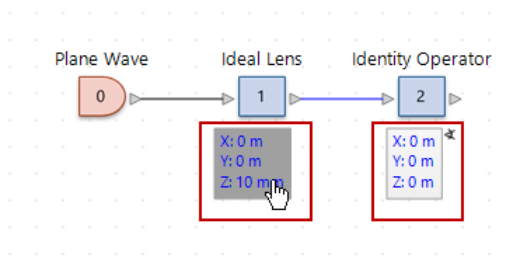 Plane Wave Ideal Lens Identity Operator
0 1 2
X: 0 m
Y: 0 m
Z: 10 mm
X: 0 m
Y: 0 m
Z: 0 m